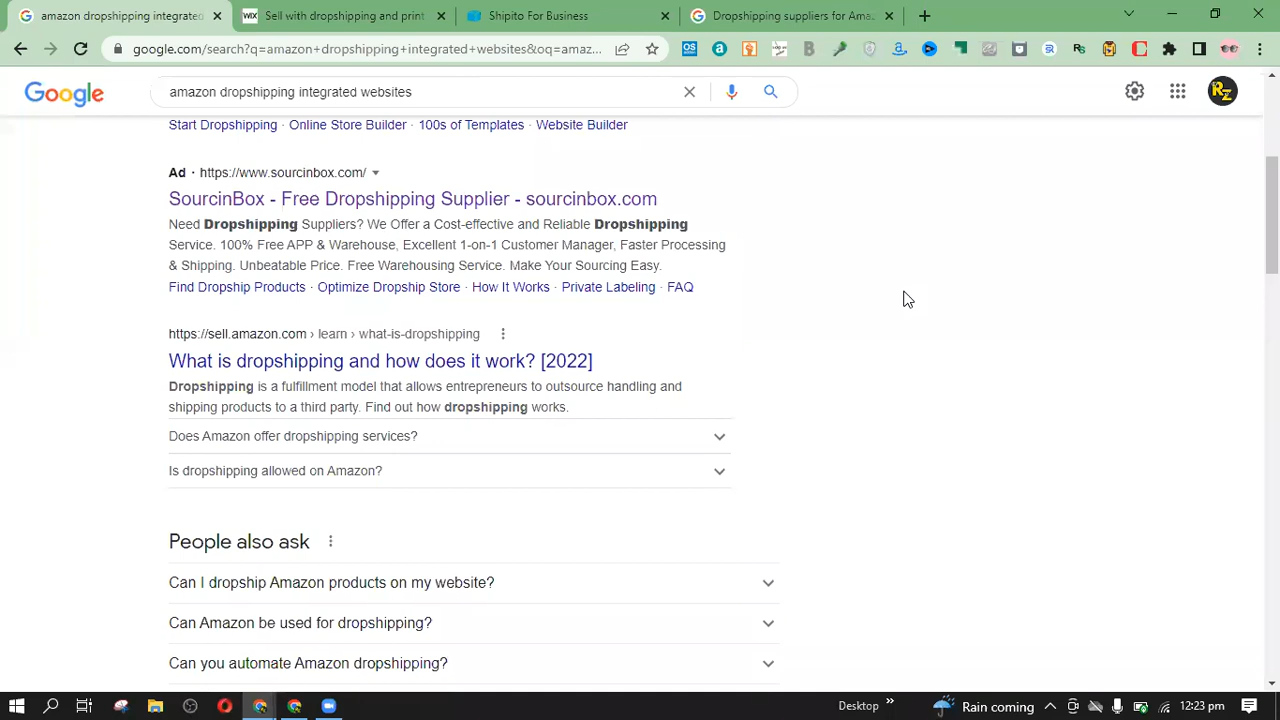 amazon dropshipping integrated
Sell with dropshipping and print
Shipito For Business
Dropshipping suppliers for Ama
google.com/search?q=amazon+dropshipping+integrated+websites&oq=amaz...
Google
amazon dropshipping integrated websites
RZ
Start Dropshipping · Online Store Builder · 100s of Templates · Website Builder
Ad · https://www.sourcinbox.com/
SourcinBox - Free Dropshipping Supplier - sourcinbox.com
Need Dropshipping Suppliers? We Offer a Cost-effective and Reliable Dropshipping
Service. 100% Free APP & Warehouse, Excellent 1-on-1 Customer Manager, Faster Processing
& Shipping. Unbeatable Price. Free Warehousing Service. Make Your Sourcing Easy.
Find Dropship Products · Optimize Dropship Store · How It Works · Private Labeling · FAQ
https://sell.amazon.com › learn › what-is-dropshipping
What is dropshipping and how does it work? [2022]
Dropshipping is a fulfillment model that allows entrepreneurs to outsource handling and
shipping products to a third party. Find out how dropshipping works.
Does Amazon offer dropshipping services?
Is dropshipping allowed on Amazon?
People also ask
Can I dropship Amazon products on my website?
Can Amazon be used for dropshipping?
Can you automate Amazon dropshipping?
Desktop
Rain coming
12:23 pm